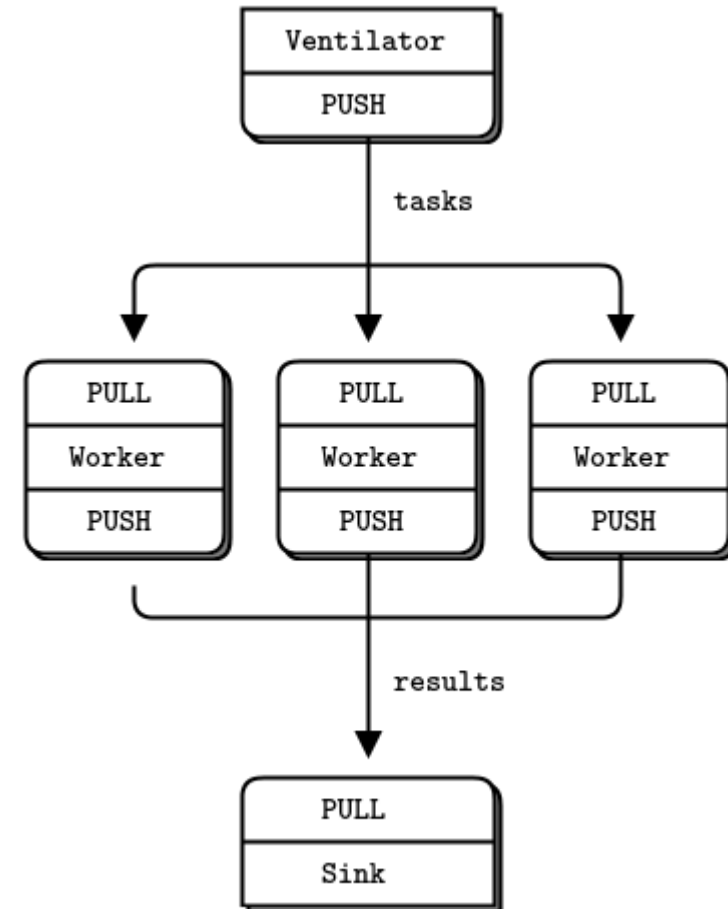 Ventilator
PUSH
tasks
PULL PULL PULL
Worker Worker Worker
PUSH PUSH PUSH
results
PULL
Sink